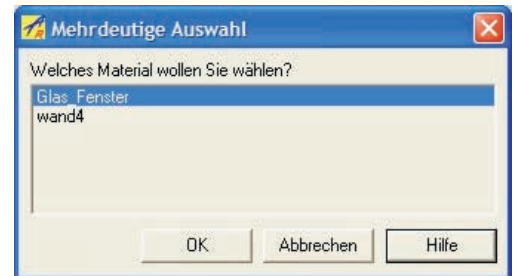 Mehrdeutige Auswahl
Welches Material wollen Sie wählen?
Glas_Fenster
wand4
OK Abbrechen Hilfe